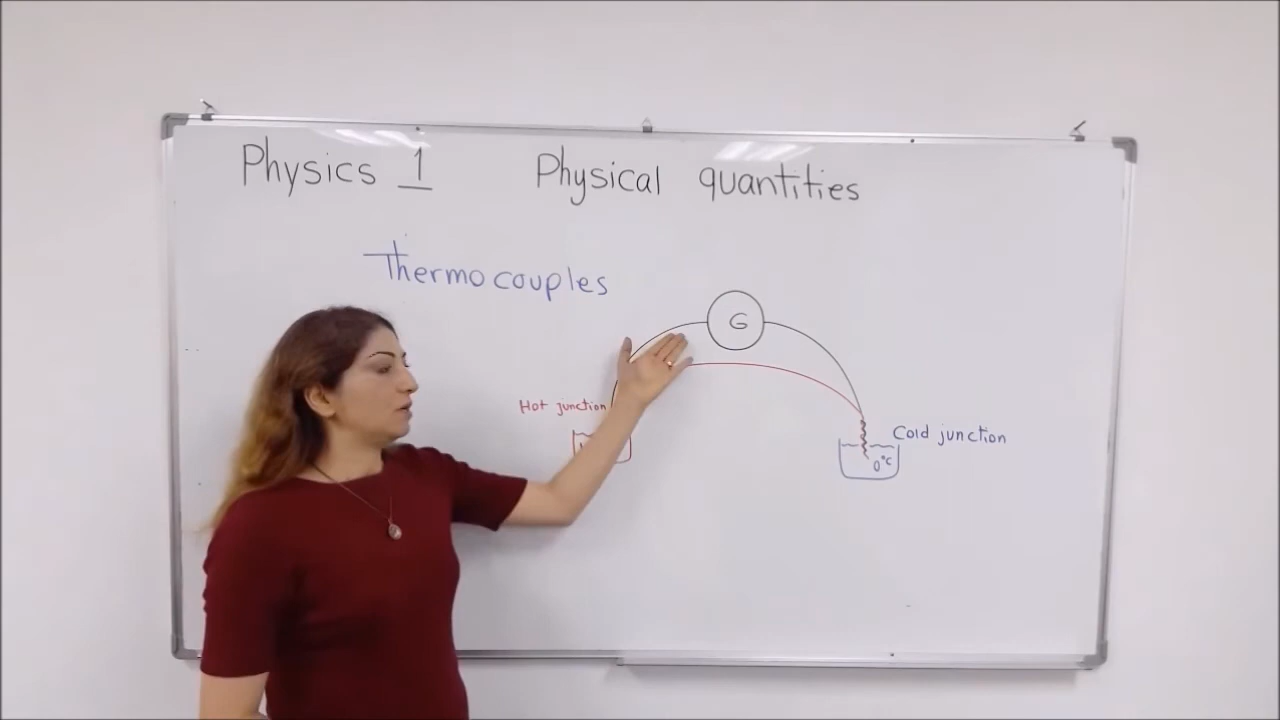 Physics 1
Physical quantities
Thermocouples
G
Hot junction
Cold junction
0°C